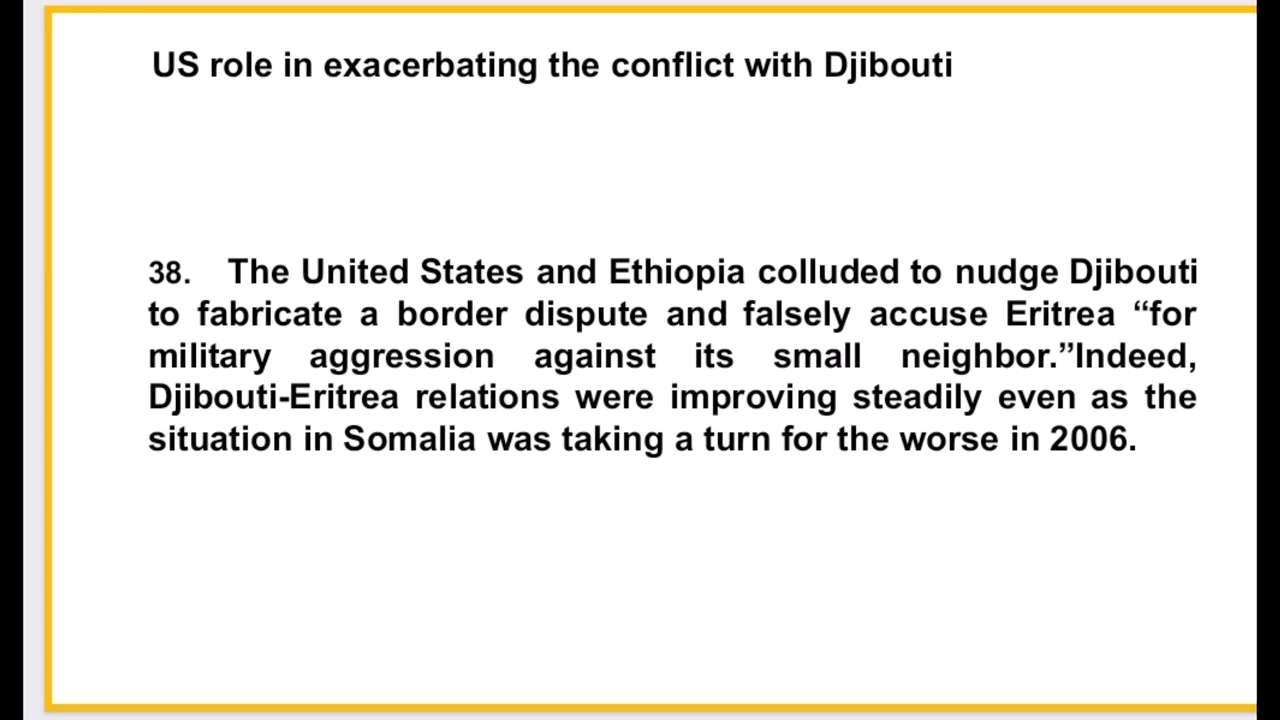 US role in exacerbating the conflict with Djibouti
38. The United States and Ethiopia colluded to nudge Djibouti
to fabricate a border dispute and falsely accuse Eritrea “for
military aggression against its small neighbor.”Indeed,
Djibouti-Eritrea relations were improving steadily even as the
situation in Somalia was taking a turn for the worse in 2006.